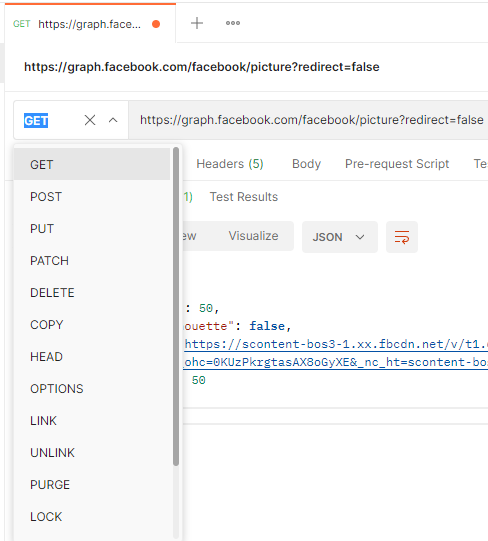 GET https://graph.face... + ooo
https://graph.facebook.com/facebook/picture?redirect=false
GET https://graph.facebook.com/facebook/picture?redirect=false
GET
Headers (5) Body Pre-request Script Te
POST
1) Test Results
PUT
ew Visualize JSON
PATCH
DELETE
: 50,
COPY
ouette": false,
HEAD
https://scontent-bos3-1.xx.fbcdn.net/v/t1.
OPTIONS
_ohc=0KUzPkrgtasAX8oGyXE&_nc_ht=scontent-bo
50
LINK
UNLINK
PURGE
LOCK